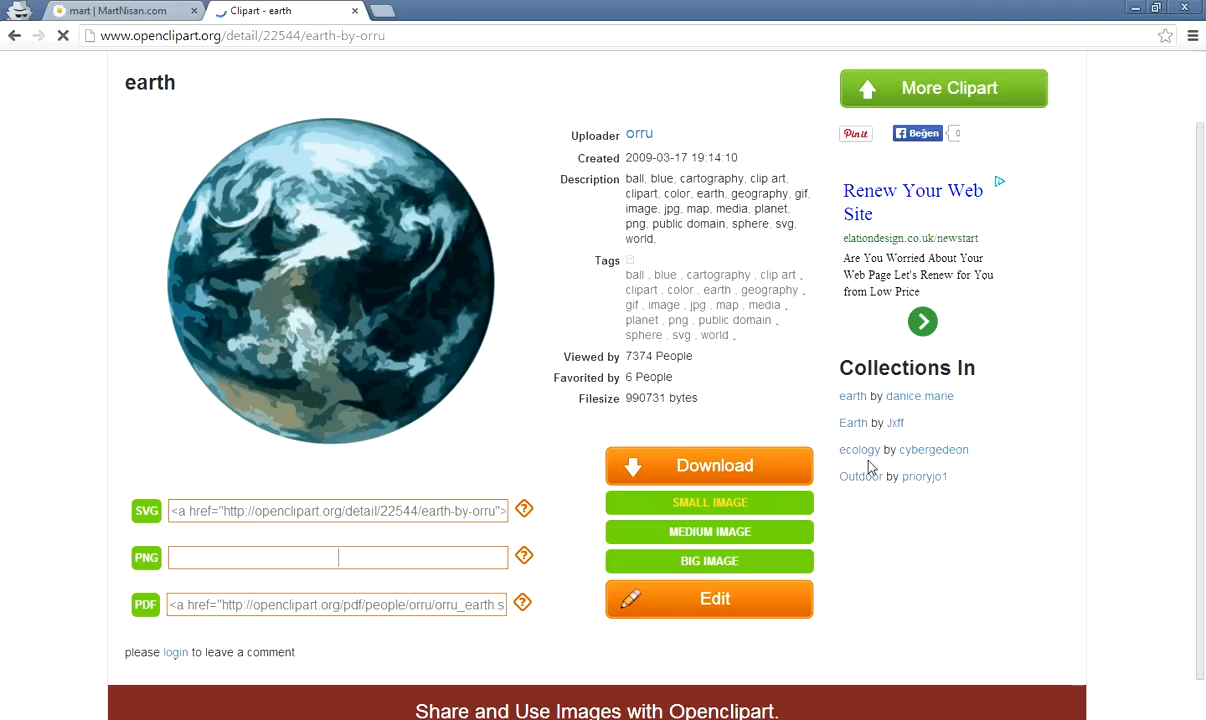 mart | MartNisan.com
Clipart - earth
www.openclipart.org/detail/22544/earth-by-orru
earth
More Clipart
Pin it
Beğen
0
Uploader orru
Created 2009-03-17 19:14:10
Description ball, blue, cartography, clip art,
clipart, color, earth, geography, gif,
image, jpg, map, media, planet,
png, public domain, sphere, svg,
world,
Tags
ball , blue , cartography , clip art ,
clipart , color , earth , geography ,
gif , image , jpg , map , media ,
planet , png , public domain ,
sphere , svg , world ,
Viewed by 7374 People
Favorited by 6 People
Filesize 990731 bytes
Renew Your Web
Site
elationdesign.co.uk/newstart
Are You Worried About Your
Web Page Let's Renew for You
from Low Price
Collections In
earth by danice.marie
Earth by Jxff
ecology by cybergedeon
Outdoor by prioryjo1
Download
SMALL IMAGE
MEDIUM IMAGE
BIG IMAGE
Edit
SVG <a href="http://openclipart.org/detail/22544/earth-by-orru">
PNG
PDF <a href="http://openclipart.org/pdf/people/orru/orru_earth.s
please login to leave a comment
Share and Use Images with Openclipart.